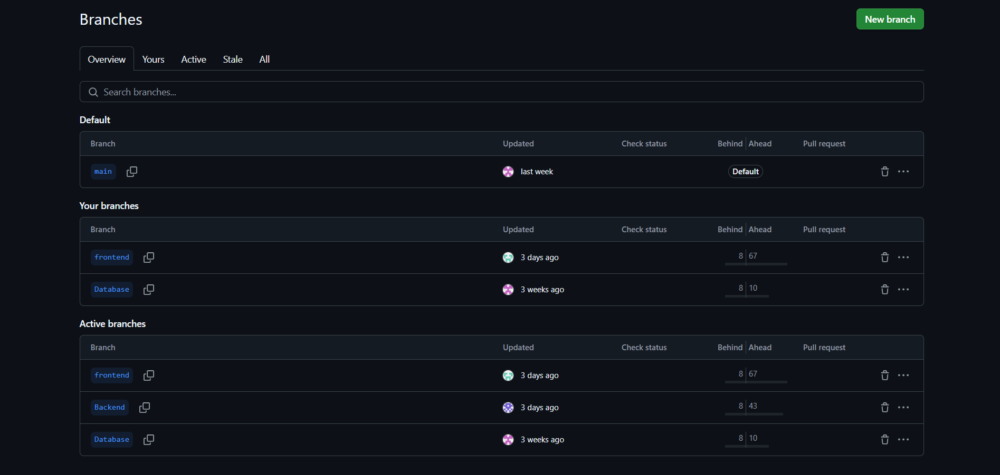 Branches
New branch
Overview Yours Active Stale All
Search branches...
Default
Branch Updated Check status Behind Ahead Pull request
main last week Default
Your branches
Branch Updated Check status Behind Ahead Pull request
frontend 3 days ago 8 67
Database 3 weeks ago 8 10
Active branches
Branch Updated Check status Behind Ahead Pull request
frontend 3 days ago 8 67
Backend 3 days ago 8 43
Database 3 weeks ago 8 10